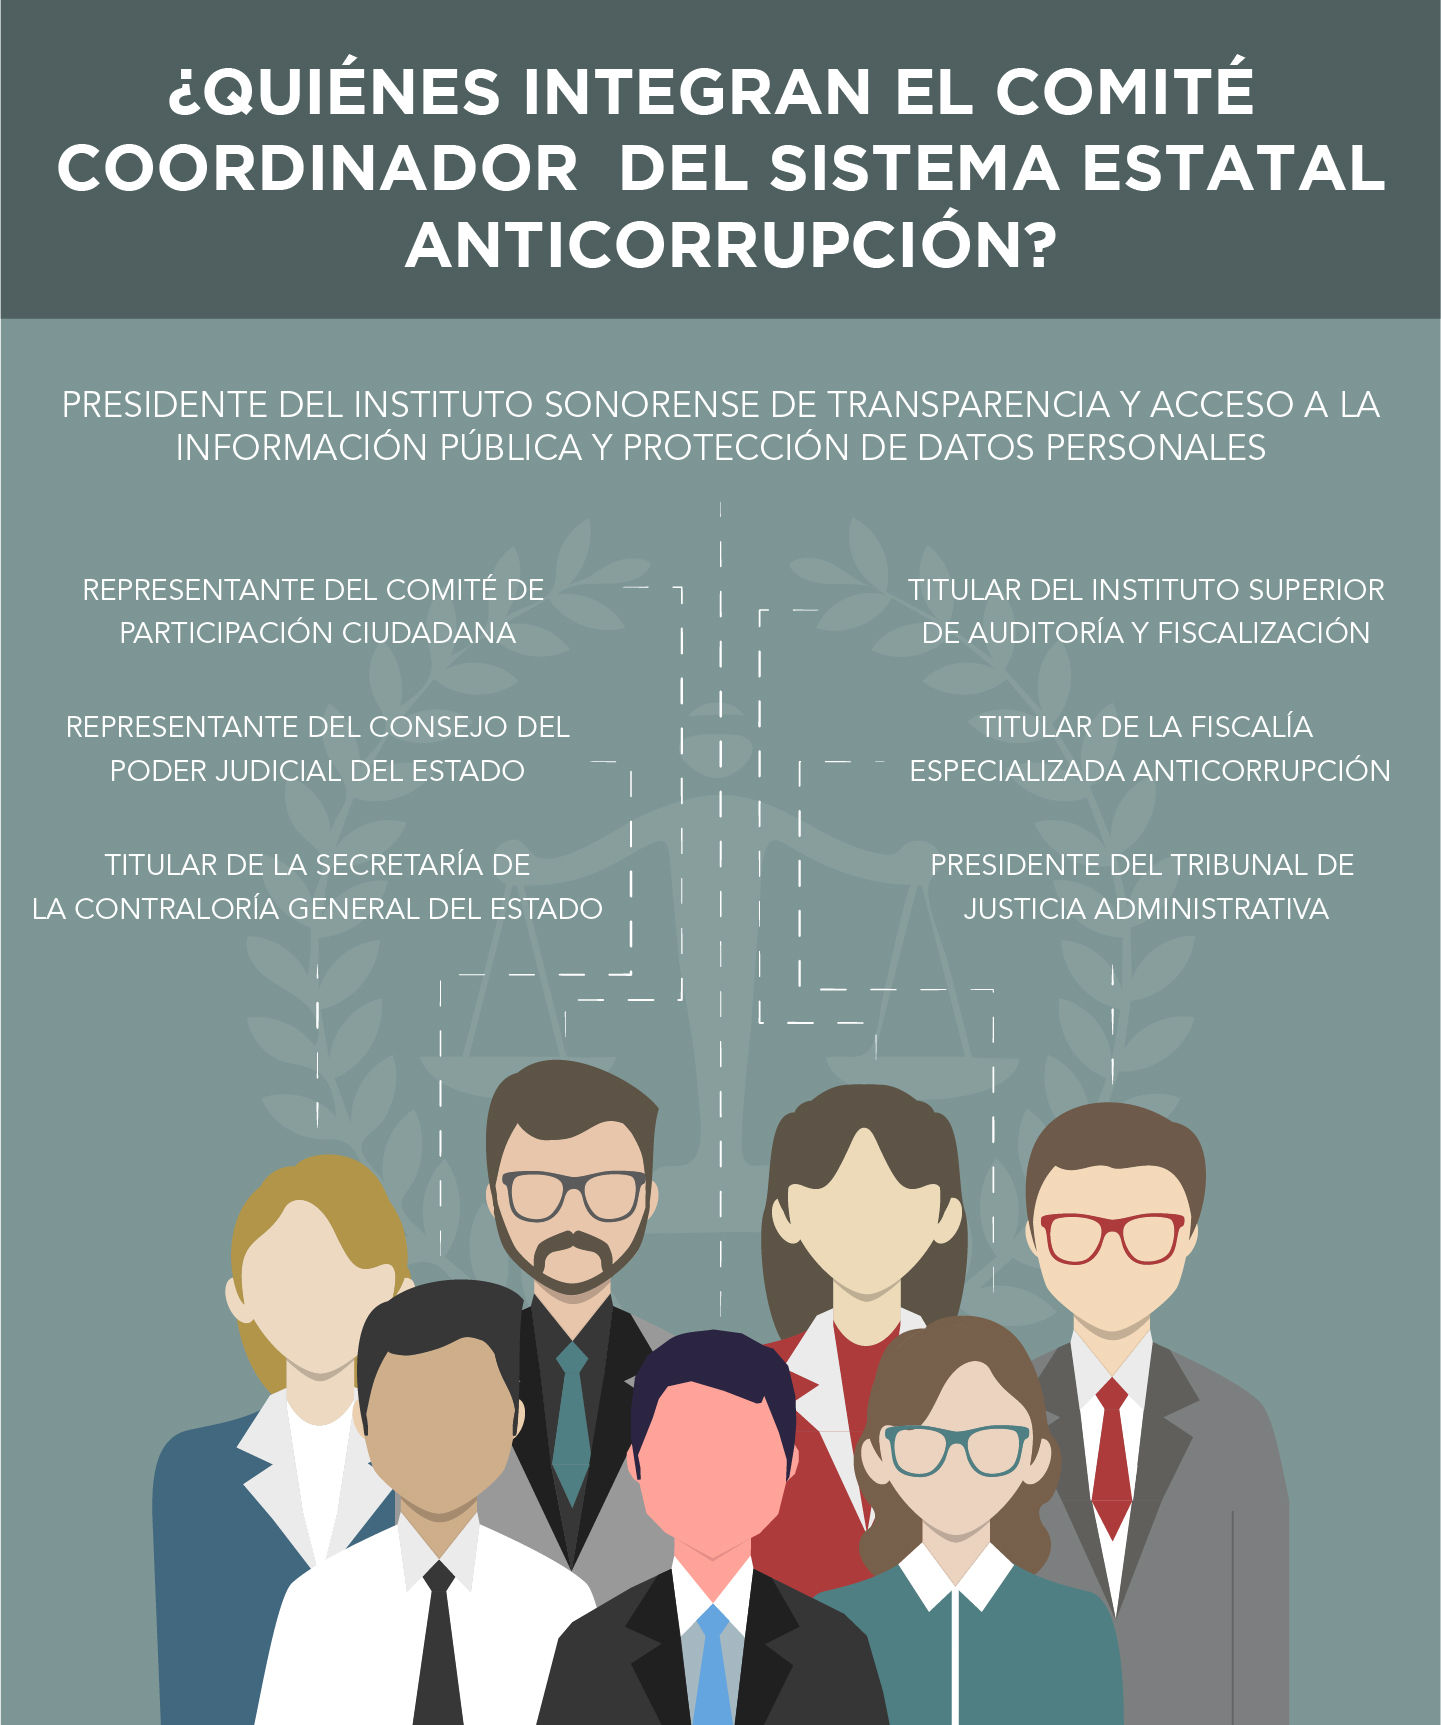 ¿QUIÉNES INTEGRAN EL COMITÉ
COORDINADOR DEL SISTEMA ESTATAL
ANTICORRUPCIÓN?
PRESIDENTE DEL INSTITUTO SONORENSE DE TRANSPARENCIA Y ACCESO A LA
INFORMACIÓN PÚBLICA Y PROTECCIÓN DE DATOS PERSONALES
REPRESENTANTE DEL COMITÉ DE
PARTICIPACIÓN CIUDADANA
REPRESENTANTE DEL CONSEJO DEL
PODER JUDICIAL DEL ESTADO
TITULAR DE LA SECRETARÍA DE
LA CONTRALORÍA GENERAL DEL ESTADO
TITULAR DEL INSTITUTO SUPERIOR
DE AUDITORÍA Y FISCALIZACIÓN
TITULAR DE LA FISCALÍA
ESPECIALIZADA ANTICORRUPCIÓN
PRESIDENTE DEL TRIBUNAL DE
JUSTICIA ADMINISTRATIVA